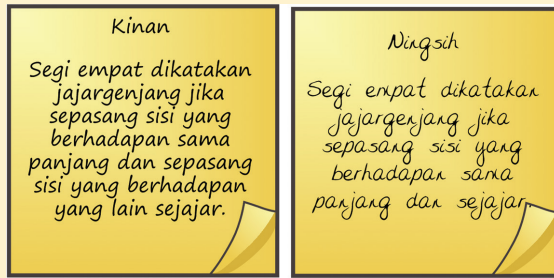 Kinan
Segi empat dikatakan
jajargenjang jika
sepasang sisi yang
berhadapan sama
panjang dan sepasang
sisi yang berhadapan
yang lain sejajar.
Ningsih
Segi empat dikatakan
jajargenjang jika
sepasang sisi yang
berhadapan sama
panjang dan sejajar.